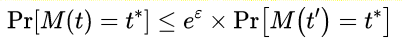 Pr[M(t) = t*] ≤ e^ε × Pr[M(t′) = t*]